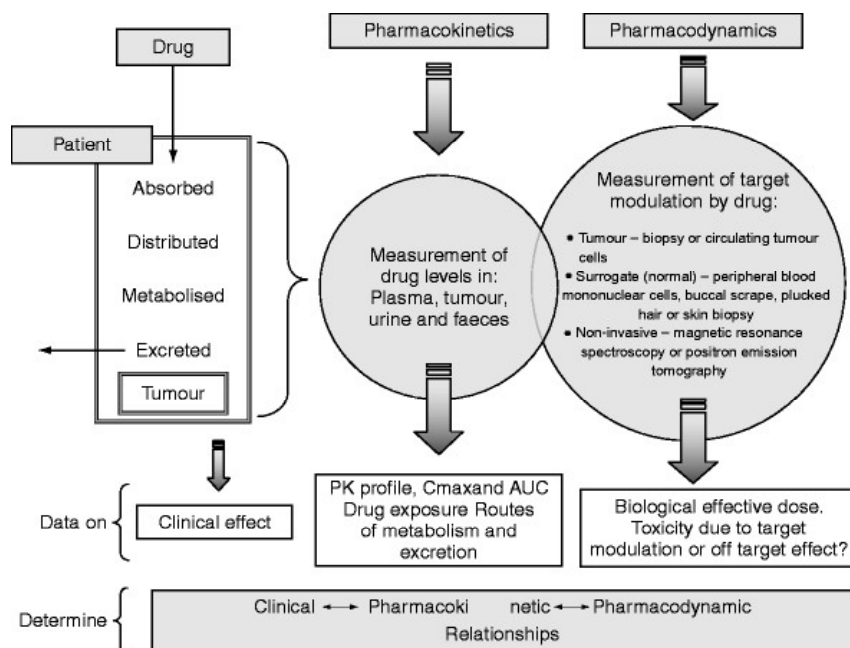 Drug
Pharmacokinetics
Pharmacodynamics
Patient
Absorbed
Distributed
Metabolised
Excreted
Tumour
Measurement of
drug levels in:
Plasma, tumour,
urine and faeces
Measurement of target
modulation by drug:
• Tumour – biopsy or circulating tumour
cells
• Surrogate (normal) – peripheral blood
mononuclear cells, buccal scrape, plucked
hair or skin biopsy
• Non-invasive – magnetic resonance
spectroscopy or positron emission
tomography
Data on
Clinical effect
PK profile, Cmaxand AUC
Drug exposure Routes
of metabolism and
excretion
Biological effective dose.
Toxicity due to target
modulation or off target effect?
Determine
Clinical ↔ Pharmacoki netic ↔ Pharmacodynamic
Relationships